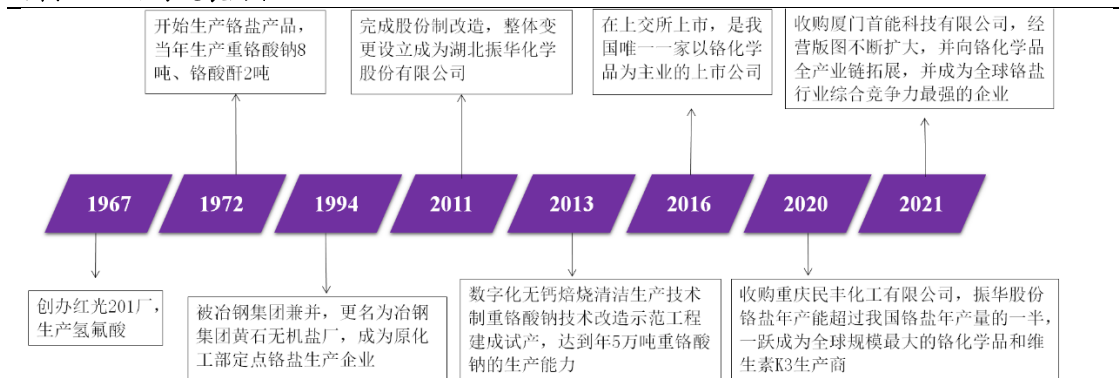 开始生产铬盐产品，
当年生产重铬酸钠8
吨、铬酸酐2吨
完成股份制改造，整体变
更设立成为湖北振华化学
股份有限公司
在上交所上市，是我
国唯一一家以铬化学
品为主业的上市公司
收购厦门首能科技有限公司，经
营版图不断扩大，并向铬化学品
全产业链拓展，并成为全球铬盐
行业综合竞争力最强的企业
1967
1972
1994
2011
2013
2016
2020
2021
创办红光201厂，
生产氢氟酸
被冶钢集团兼并，更名为冶钢
集团黄石无机盐厂，成为原化
工部定点铬盐生产企业
数字化无钙焙烧清洁生产技术
制重铬酸钠技术改造示范工程
建成试产，达到年5万吨重铬酸
钠的生产能力
收购重庆民丰化工有限公司，振华股份
铬盐年产能超过我国铬盐年产量的一半，
一跃成为全球规模最大的铬化学品和维
生素K3生产商